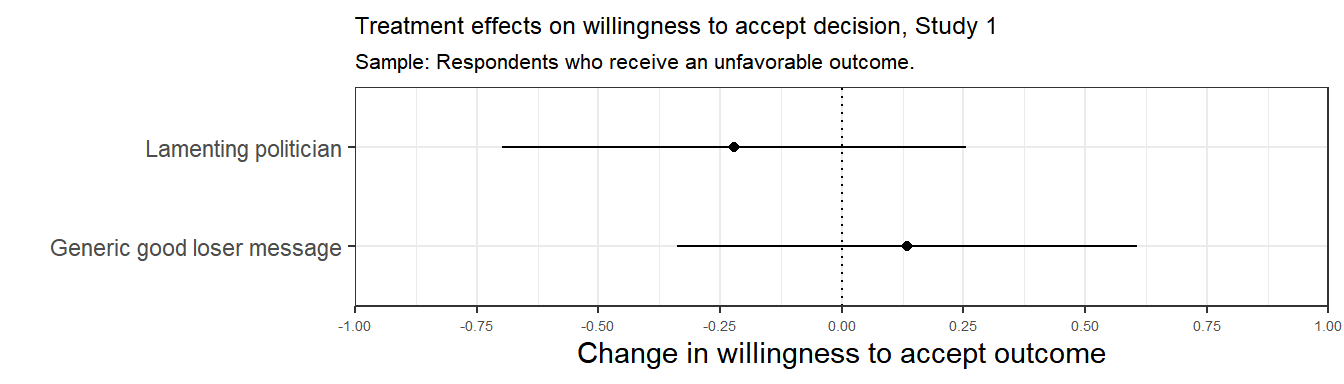 Treatment effects on willingness to accept decision, Study 1
Sample: Respondents who receive an unfavorable outcome.
Lamenting politician
Generic good loser message
-1.00 -0.75 -0.50 -0.25 0.00 0.25 0.50 0.75 1.00
Change in willingness to accept outcome